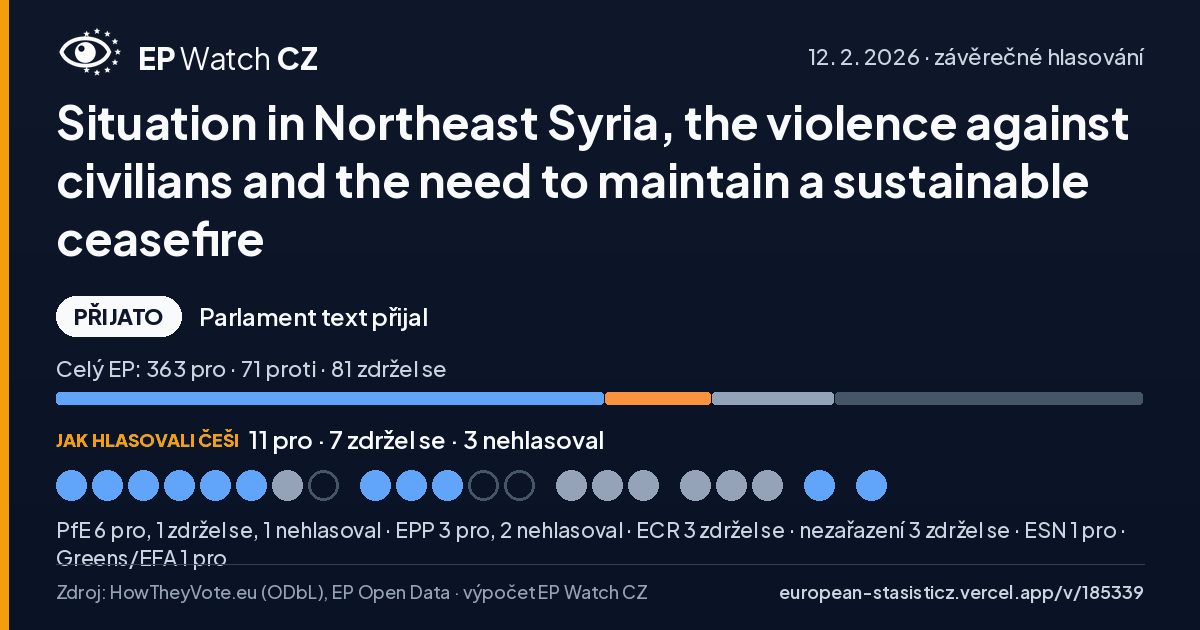 EP Watch CZ
12. 2. 2026 · závěrečné hlasování
Situation in Northeast Syria, the violence against
civilians and the need to maintain a sustainable
ceasefire
PŘIJATO Parlament text přijal
Celý EP: 363 pro · 71 proti · 81 zdržel se
JAK HLASOVALI ČEŠI 11 pro · 7 zdržel se · 3 nehlasoval
PfE 6 pro, 1 zdržel se, 1 nehlasoval · EPP 3 pro, 2 nehlasoval · ECR 3 zdržel se · nezařazení 3 zdržel se · ESN 1 pro ·
Greens/EFA 1 pro
Zdroj: HowTheyVote.eu (ODbL), EP Open Data · výpočet EP Watch CZ
european-stasisticz.vercel.app/v/185339